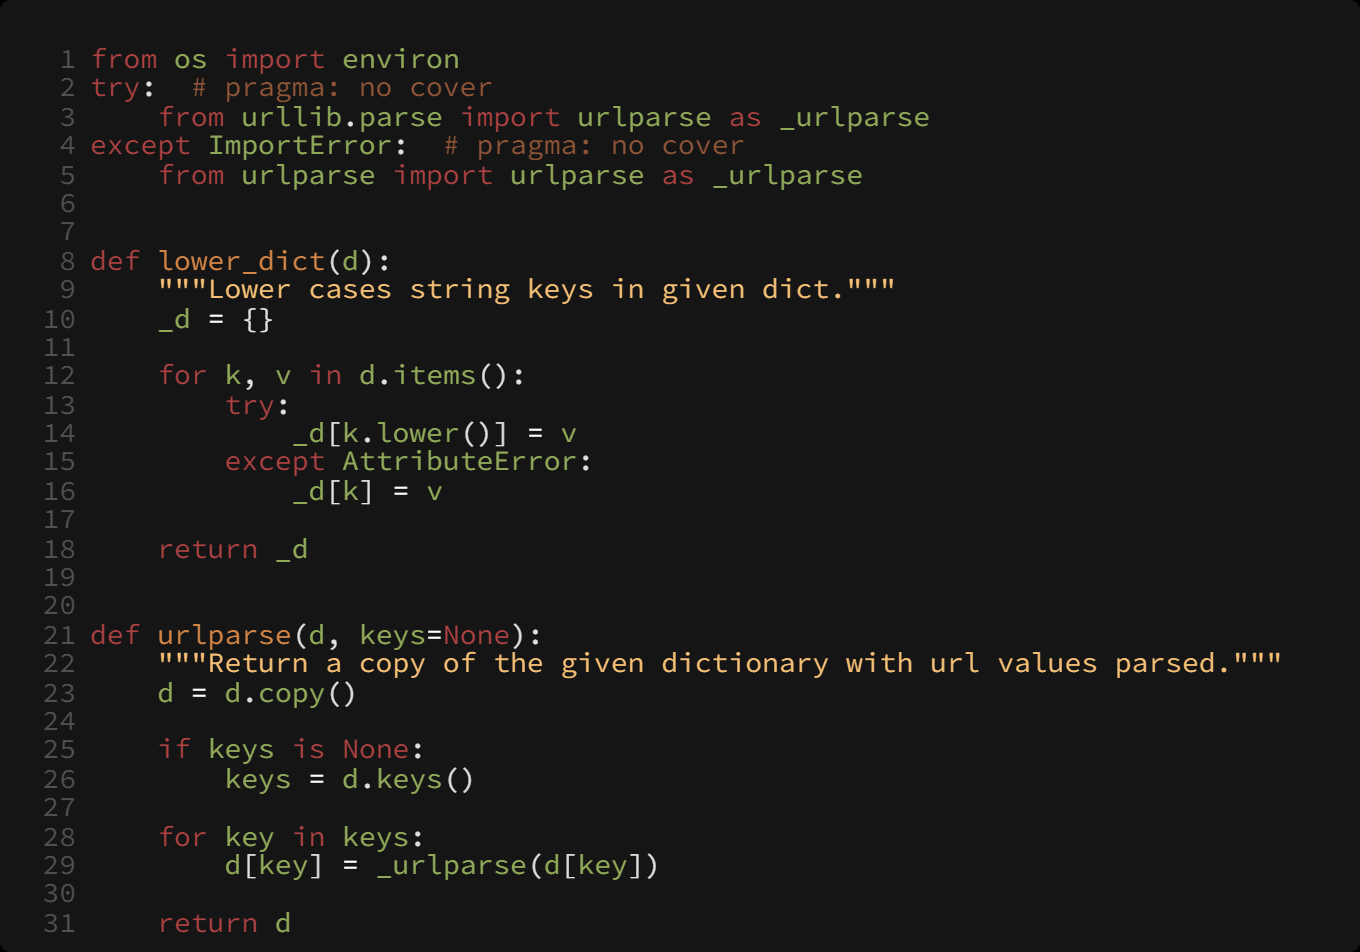 1 from os import environ
2 try:  # pragma: no cover
3     from urllib.parse import urlparse as _urlparse
4 except ImportError:  # pragma: no cover
5     from urlparse import urlparse as _urlparse
6
7
8 def lower_dict(d):
9     """Lower cases string keys in given dict."""
10     _d = {}
11
12     for k, v in d.items():
13         try:
14             _d[k.lower()] = v
15         except AttributeError:
16             _d[k] = v
17
18     return _d
19
20
21 def urlparse(d, keys=None):
22     """Return a copy of the given dictionary with url values parsed."""
23     d = d.copy()
24
25     if keys is None:
26         keys = d.keys()
27
28     for key in keys:
29         d[key] = _urlparse(d[key])
30
31     return d